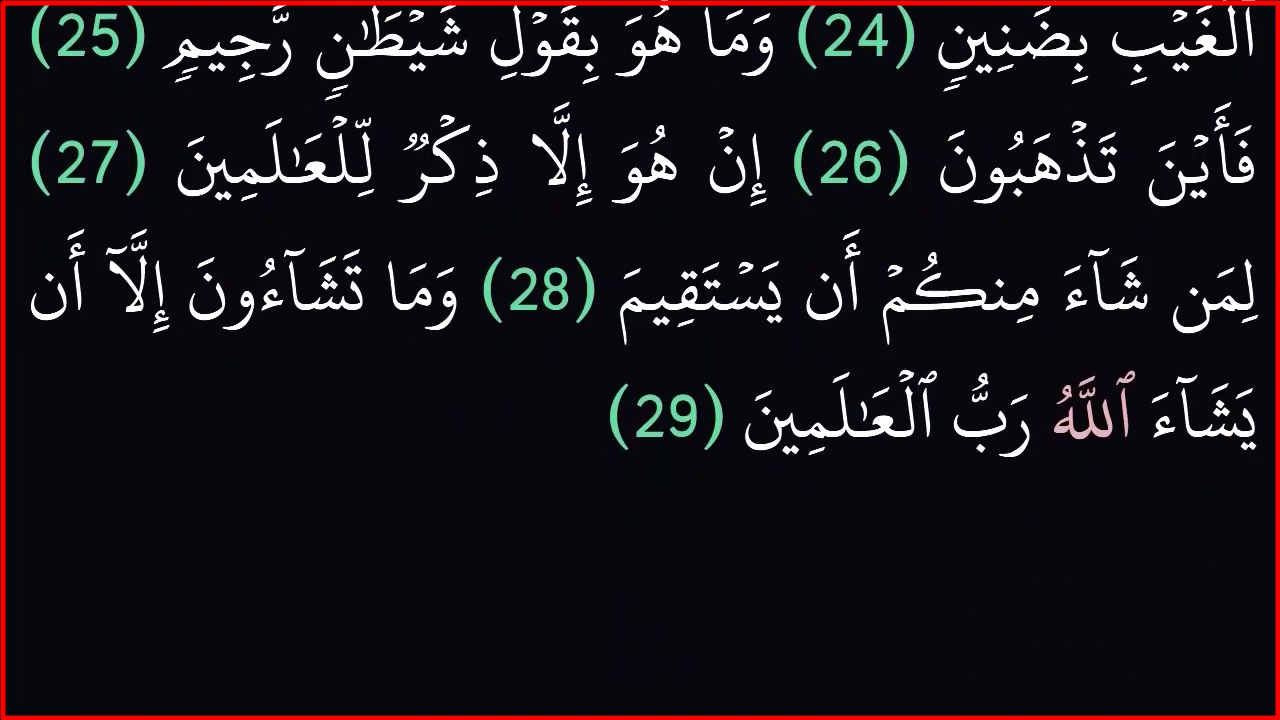 ٱلْغَيْبِ بِضَنِينٍ (24) وَمَا هُوَ بِقَوْلِ شَيْطَٰنٍ رَّجِيمٍ (25)
فَأَيْنَ تَذْهَبُونَ (26) إِنْ هُوَ إِلَّا ذِكْرٌ لِّلْعَٰلَمِينَ (27)
لِمَن شَآءَ مِنكُمْ أَن يَسْتَقِيمَ (28) وَمَا تَشَآءُونَ إِلَّآ أَن
يَشَآءَ ٱللَّهُ رَبُّ ٱلْعَٰلَمِينَ (29)